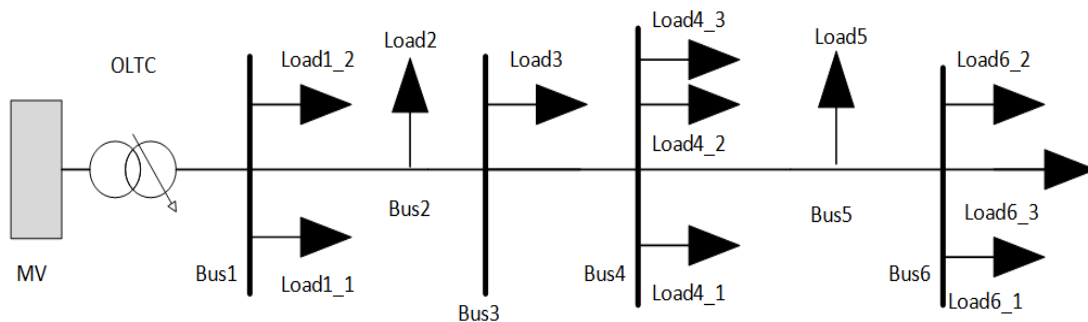 Load4_3
Load2
Load5
OLTC
Load1_2
Load3
Load6_2
Load4_2
Bus2
Bus5
Load6_3
MV
Bus1
Load1_1
Bus3
Bus4
Load4_1
Bus6
Load6_1